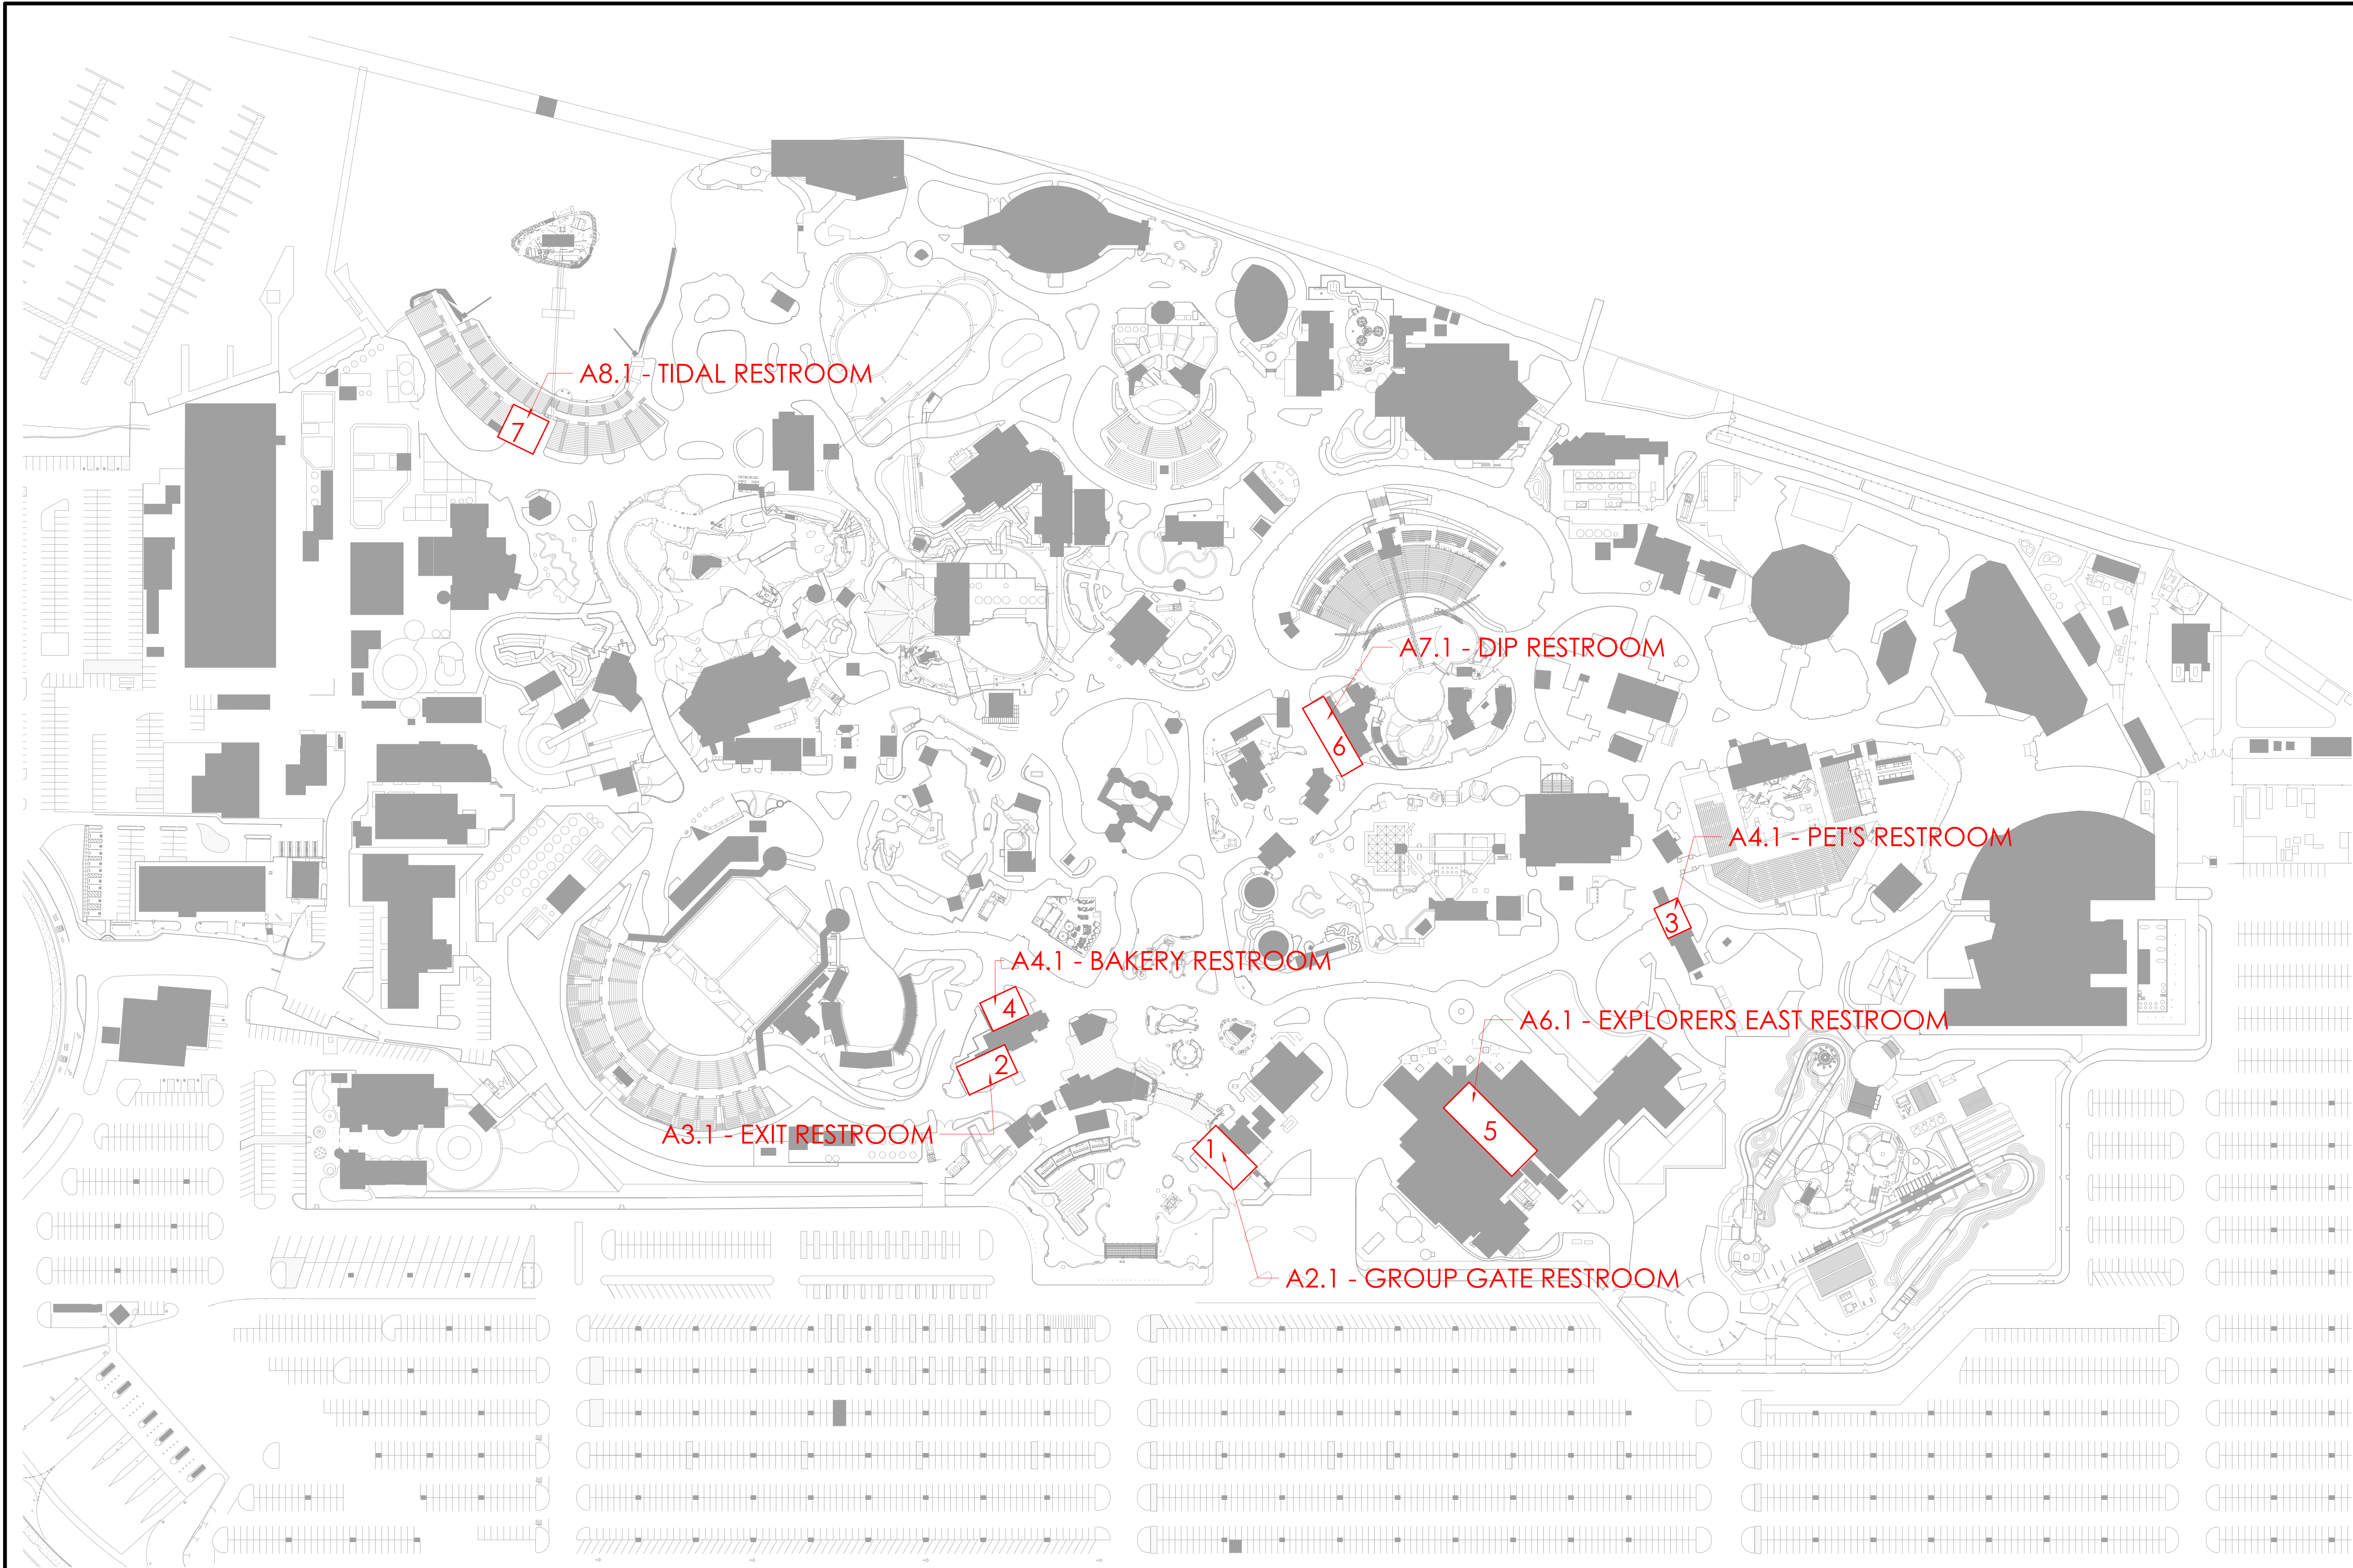 A8.1 - TIDAL RESTROOM
7
A7.1 - DIP RESTROOM
6
A4.1 - PET'S RESTROOM
3
A4.1 - BAKERY RESTROOM
4
A6.1 - EXPLORERS EAST RESTROOM
2
5
A3.1 - EXIT RESTROOM
1
A2.1 - GROUP GATE RESTROOM